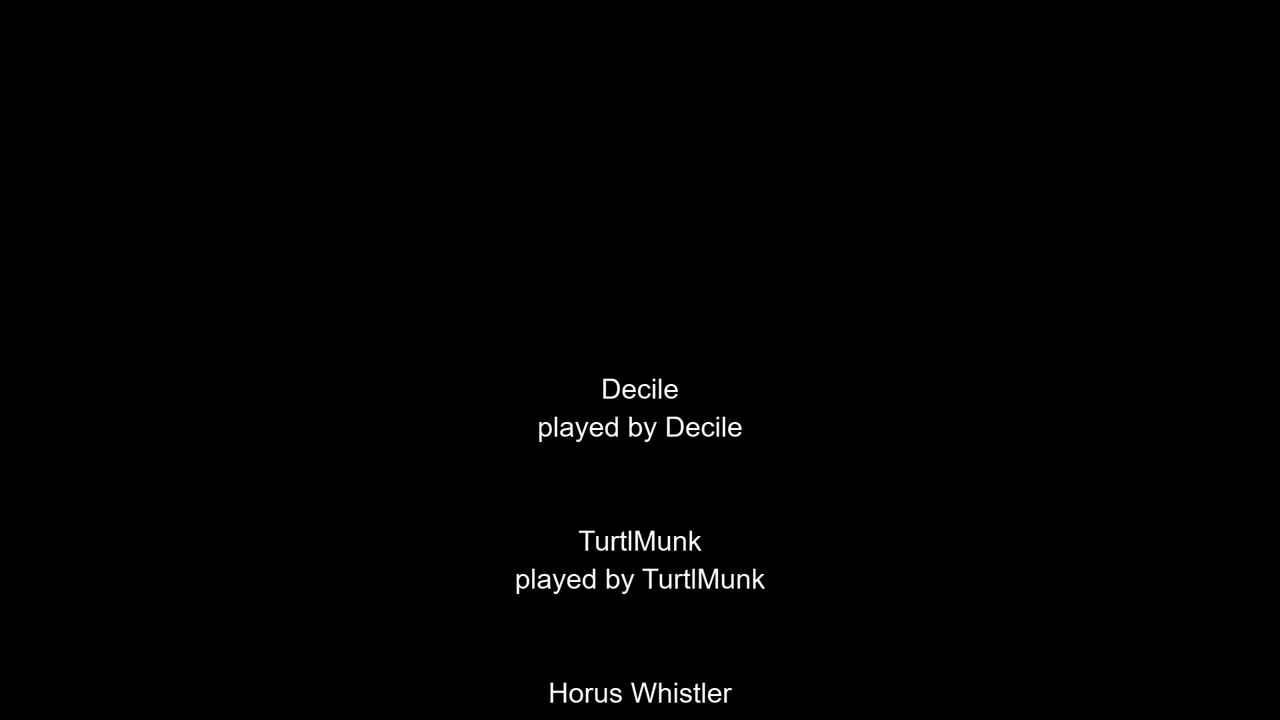 Decile
played by Decile
TurtlMunk
played by TurtlMunk
Horus Whistler